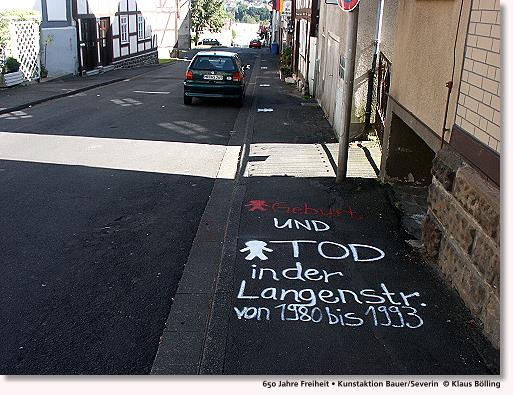 Geburt
UND
TOD
in der
Langenstr.
von 1980 bis 1993
650 Jahre Freiheit • Kunstaktion Bauer/Severin © Klaus Bölling